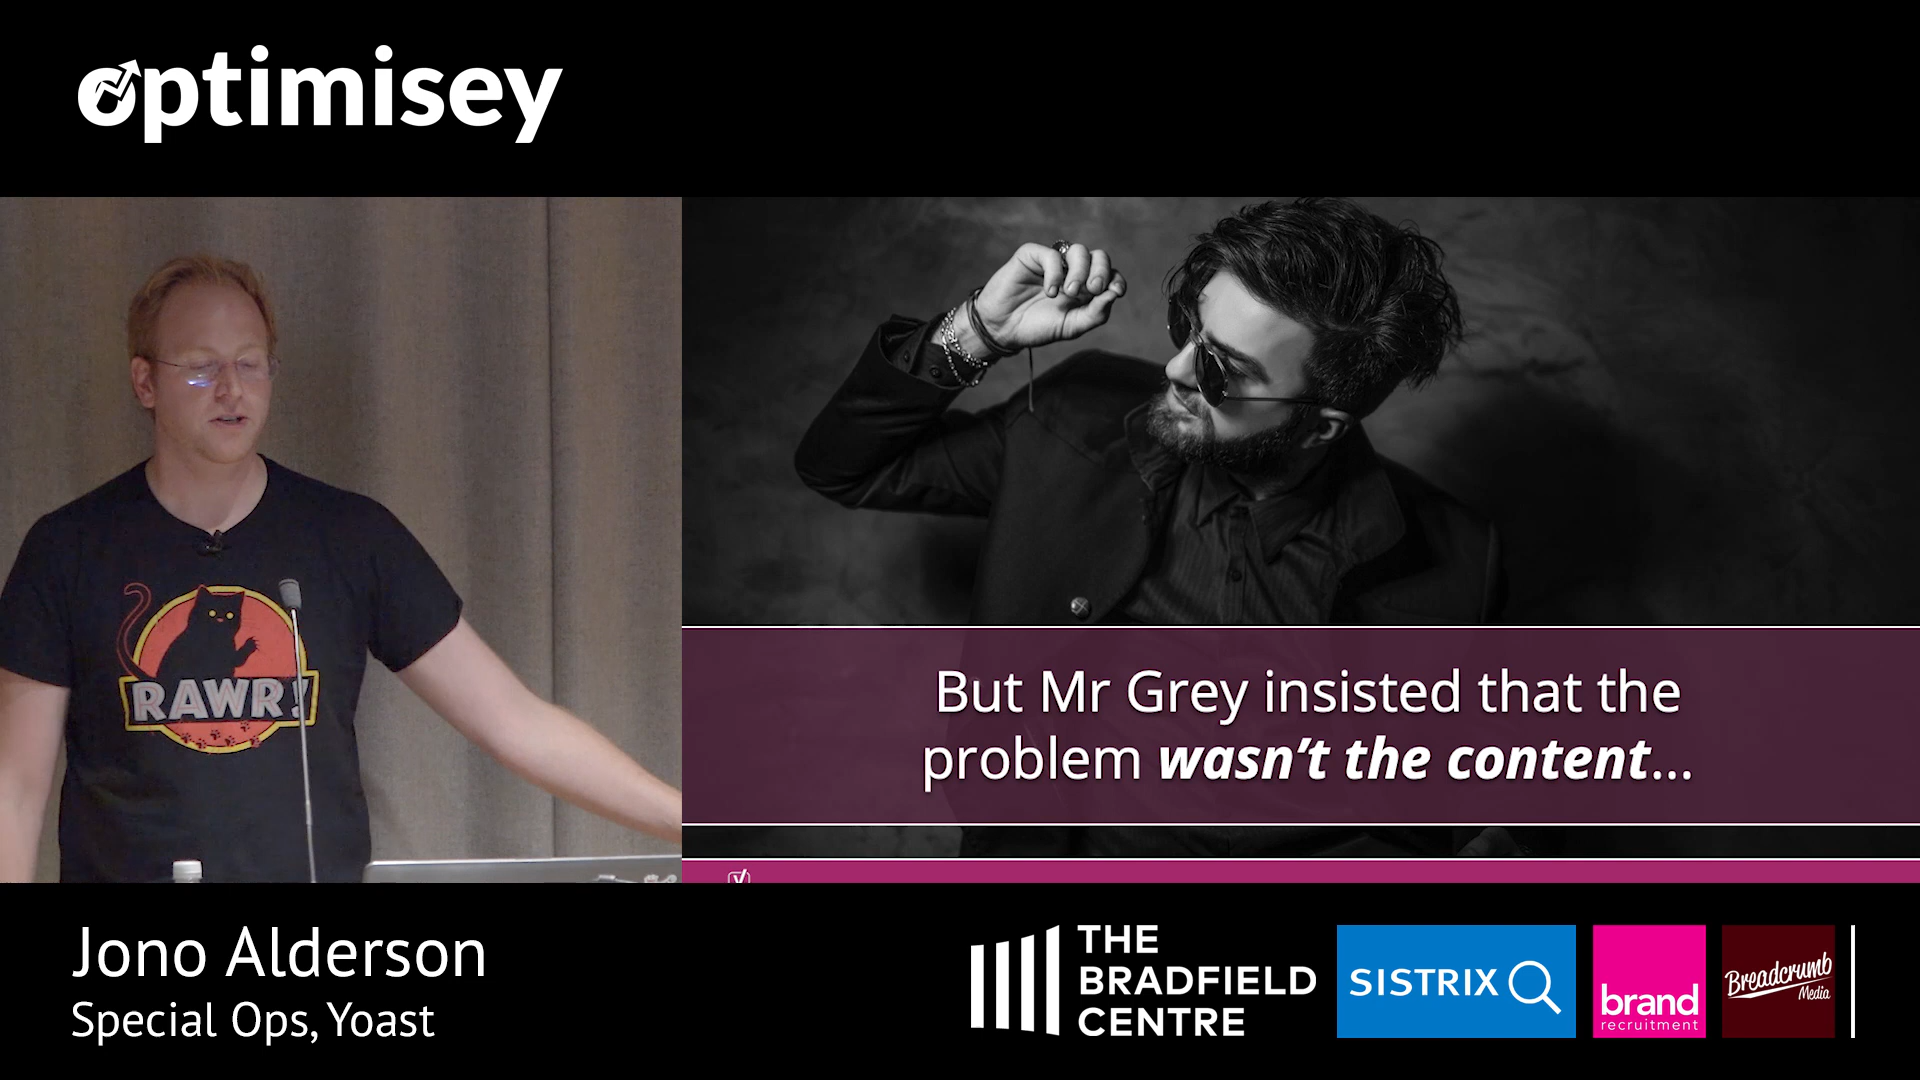 optimisey
RAWR!
But Mr Grey insisted that the
problem wasn't the content...
Jono Alderson
Special Ops, Yoast
THE
BRADFIELD
CENTRE
SISTRIX
brand
recruitment
Breadcrumb
Media